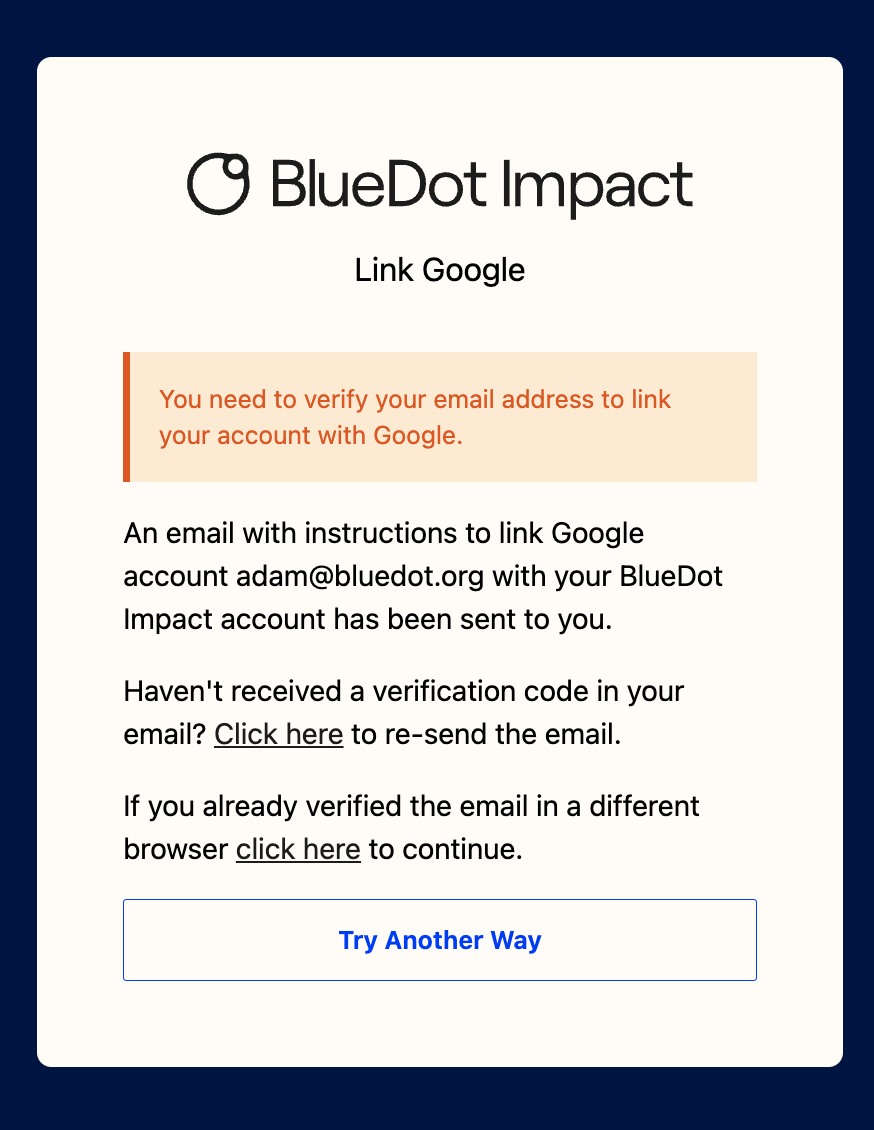 BlueDot Impact
Link Google
You need to verify your email address to link
your account with Google.
An email with instructions to link Google
account adam@bluedot.org with your BlueDot
Impact account has been sent to you.
Haven't received a verification code in your
email? Click here to re-send the email.
If you already verified the email in a different
browser click here to continue.
Try Another Way